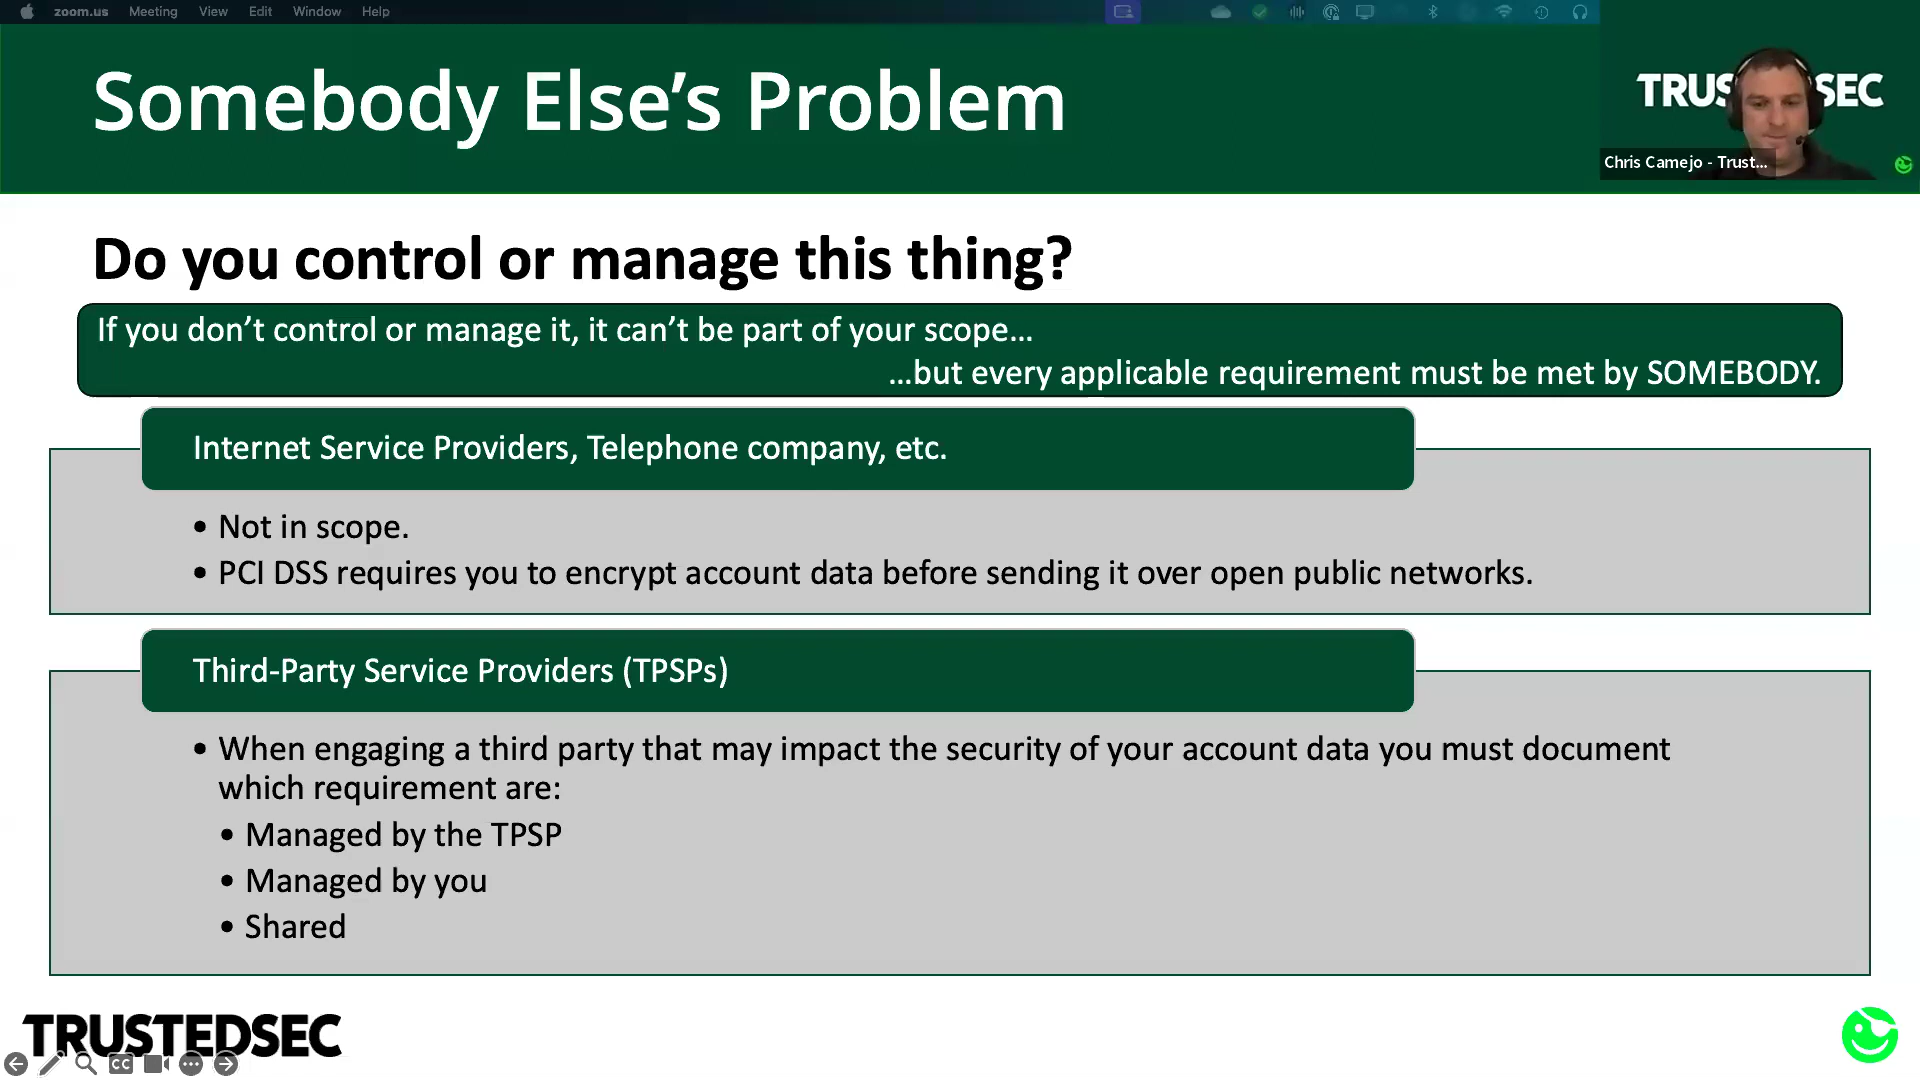 zoom.us Meeting View Edit Window Help
Somebody Else’s Problem
TRUSTEDSEC
Chris Camejo - Trust...
Do you control or manage this thing?
If you don’t control or manage it, it can’t be part of your scope…
…but every applicable requirement must be met by SOMEBODY.
Internet Service Providers, Telephone company, etc.
• Not in scope.
• PCI DSS requires you to encrypt account data before sending it over open public networks.
Third-Party Service Providers (TPSPs)
• When engaging a third party that may impact the security of your account data you must document
which requirement are:
• Managed by the TPSP
• Managed by you
• Shared
TRUSTEDSEC
CC